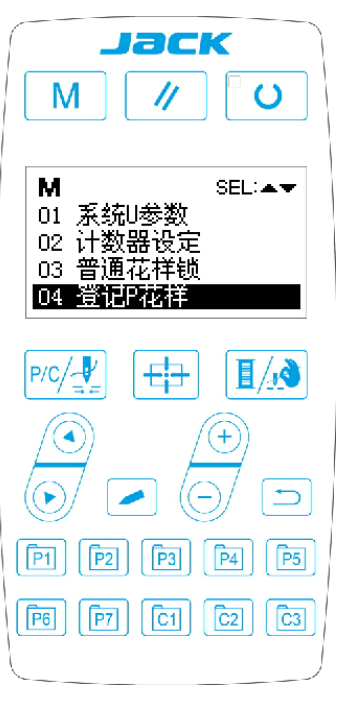 JACK
M
M SEL:▲▼
01 系统U参数
02 计数器设定
03 普通花样锁
04 登记P花样
P/C
P1 P2 P3 P4 P5
P6 P7 C1 C2 C3